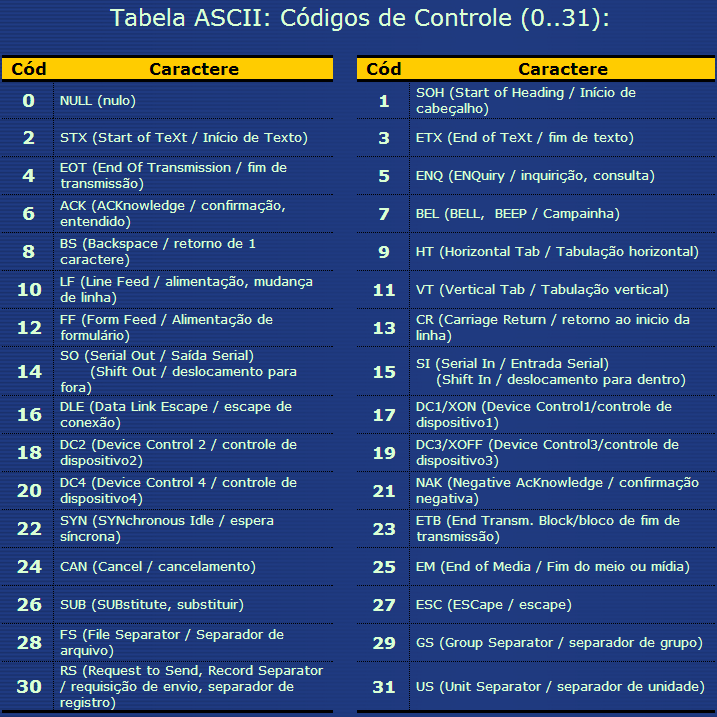 Tabela ASCII: Códigos de Controle (0..31):
Cód Caractere
0 NULL (nulo)
2 STX (Start of TeXt / Início de Texto)
4 EOT (End Of Transmission / fim de
transmissão)
6 ACK (ACKnowledge / confirmação,
entendido)
8 BS (Backspace / retorno de 1
caractere)
10 LF (Line Feed / alimentação, mudança
de linha)
12 FF (Form Feed / Alimentação de
formulário)
14 SO (Serial Out / Saída Serial)
(Shift Out / deslocamento para
fora)
16 DLE (Data Link Escape / escape de
conexão)
18 DC2 (Device Control 2 / controle de
dispositivo2)
20 DC4 (Device Control 4 / controle de
dispositivo4)
22 SYN (SYNchronous Idle / espera
síncrona)
24 CAN (Cancel / cancelamento)
26 SUB (SUBstitute, substituir)
28 FS (File Separator / Separador de
arquivo)
30 RS (Request to Send, Record Separator
/ requisição de envio, separador de
registro)
Cód Caractere
1 SOH (Start of Heading / Início de
cabeçalho)
3 ETX (End of TeXt / fim de texto)
5 ENQ (ENQuiry / inquirição, consulta)
7 BEL (BELL, BEEP / Campainha)
9 HT (Horizontal Tab / Tabulação horizontal)
11 VT (Vertical Tab / Tabulação vertical)
13 CR (Carriage Return / retorno ao inicio da
linha)
15 SI (Serial In / Entrada Serial)
(Shift In / deslocamento para dentro)
17 DC1/XON (Device Control1/controle de
dispositivo1)
19 DC3/XOFF (Device Control3/controle de
dispositivo3)
21 NAK (Negative AcKnowledge / confirmação
negativa)
23 ETB (End Transm. Block/bloco de fim de
transmissão)
25 EM (End of Media / Fim do meio ou mídia)
27 ESC (ESCape / escape)
29 GS (Group Separator / separador de grupo)
31 US (Unit Separator / separador de unidade)